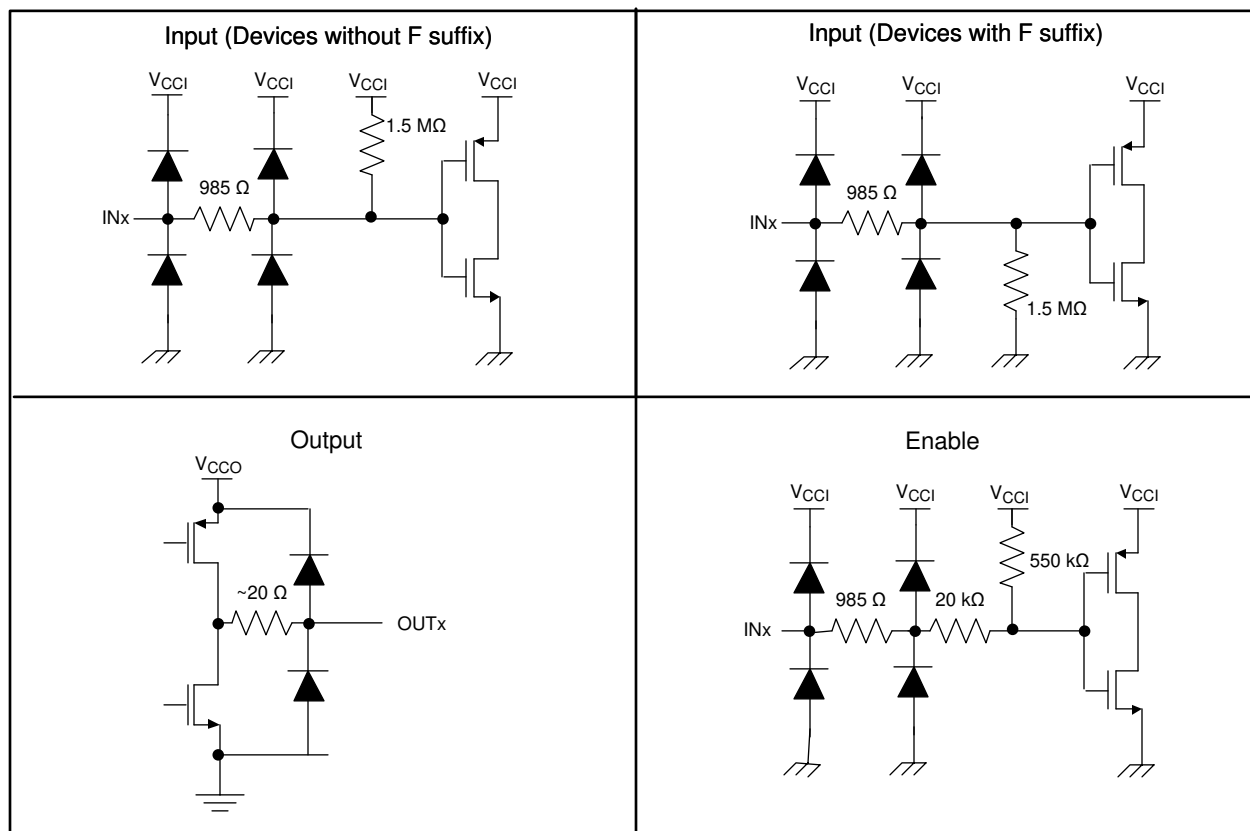 Input (Devices without F suffix)
VCCI VCCI VCCI VCCI
1.5 MΩ
985 Ω
INx
Input (Devices with F suffix)
VCCI VCCI VCCI
985 Ω
INx
1.5 MΩ
Output
VCCO
~20 Ω
OUTx
Enable
VCCI VCCI VCCI VCCI
550 kΩ
985 Ω 20 kΩ
INx